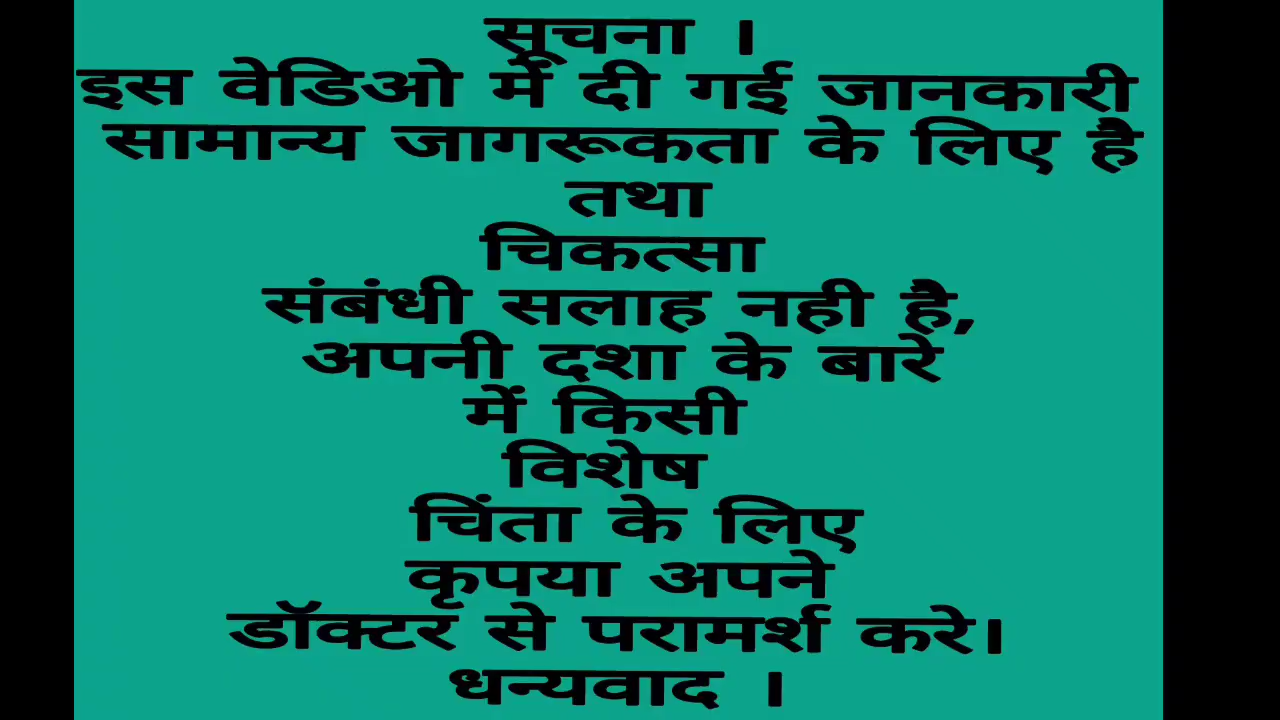 सूचना ।
इस वेडिओ में दी गई जानकारी
सामान्य जागरूकता के लिए है
तथा
चिकत्सा
संबंधी सलाह नही है,
अपनी दशा के बारे
में किसी
विशेष
चिंता के लिए
कृपया अपने
डॉक्टर से परामर्श करे।
धन्यवाद ।